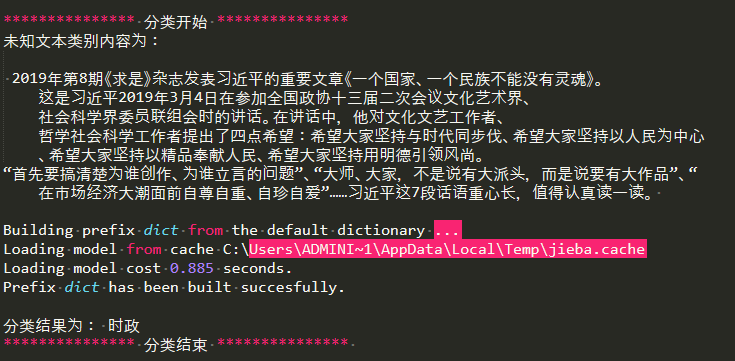 *************** 分类开始 ***************
未知文本类别内容为：
2019年第8期《求是》杂志发表习近平的重要文章《一个国家、一个民族不能没有灵魂》。
这是习近平2019年3月4日在参加全国政协十三届二次会议文化艺术界、
社会科学界委员联组会时的讲话。在讲话中，他对文化文艺工作者、
哲学社会科学工作者提出了四点希望：希望大家坚持与时代同步伐、希望大家坚持以人民为中心
、希望大家坚持以精品奉献人民、希望大家坚持用明德引领风尚。
“首先要搞清楚为谁创作、为谁立言的问题”、“大师、大家，不是说有大派头，而是说要有大作品”、“
在市场经济大潮面前自尊自重、自珍自爱”……习近平这7段话语重心长，值得认真读一读。
Building prefix dict from the default dictionary ...
Loading model from cache C:\Users\ADMINI~1\AppData\Local\Temp\jieba.cache
Loading model cost 0.885 seconds.
Prefix dict has been built succesfully.
分类结果为： 时政
*************** 分类结束 ***************